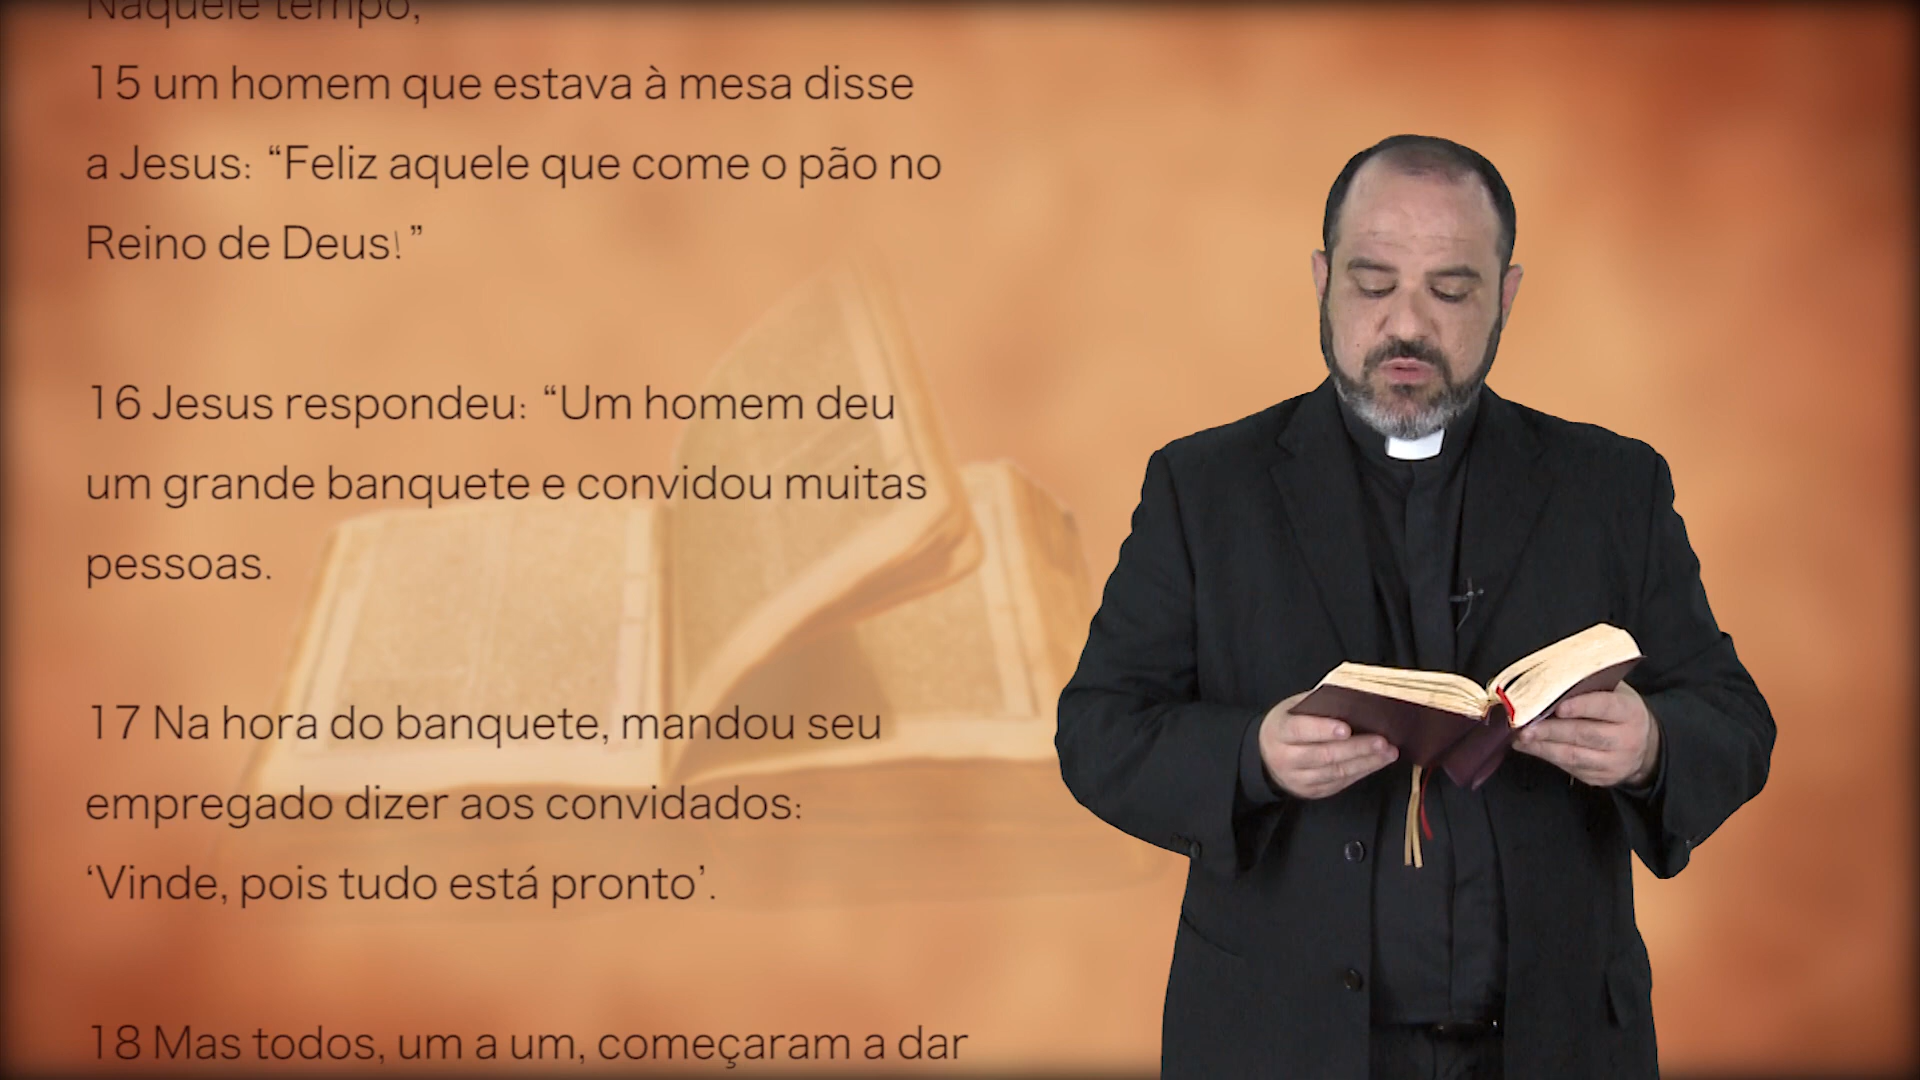 Naquele tempo,
15 um homem que estava à mesa disse
a Jesus: “Feliz aquele que come o pão no
Reino de Deus!”
16 Jesus respondeu: “Um homem deu
um grande banquete e convidou muitas
pessoas.
17 Na hora do banquete, mandou seu
empregado dizer aos convidados:
‘Vinde, pois tudo está pronto’.
18 Mas todos, um a um, começaram a dar